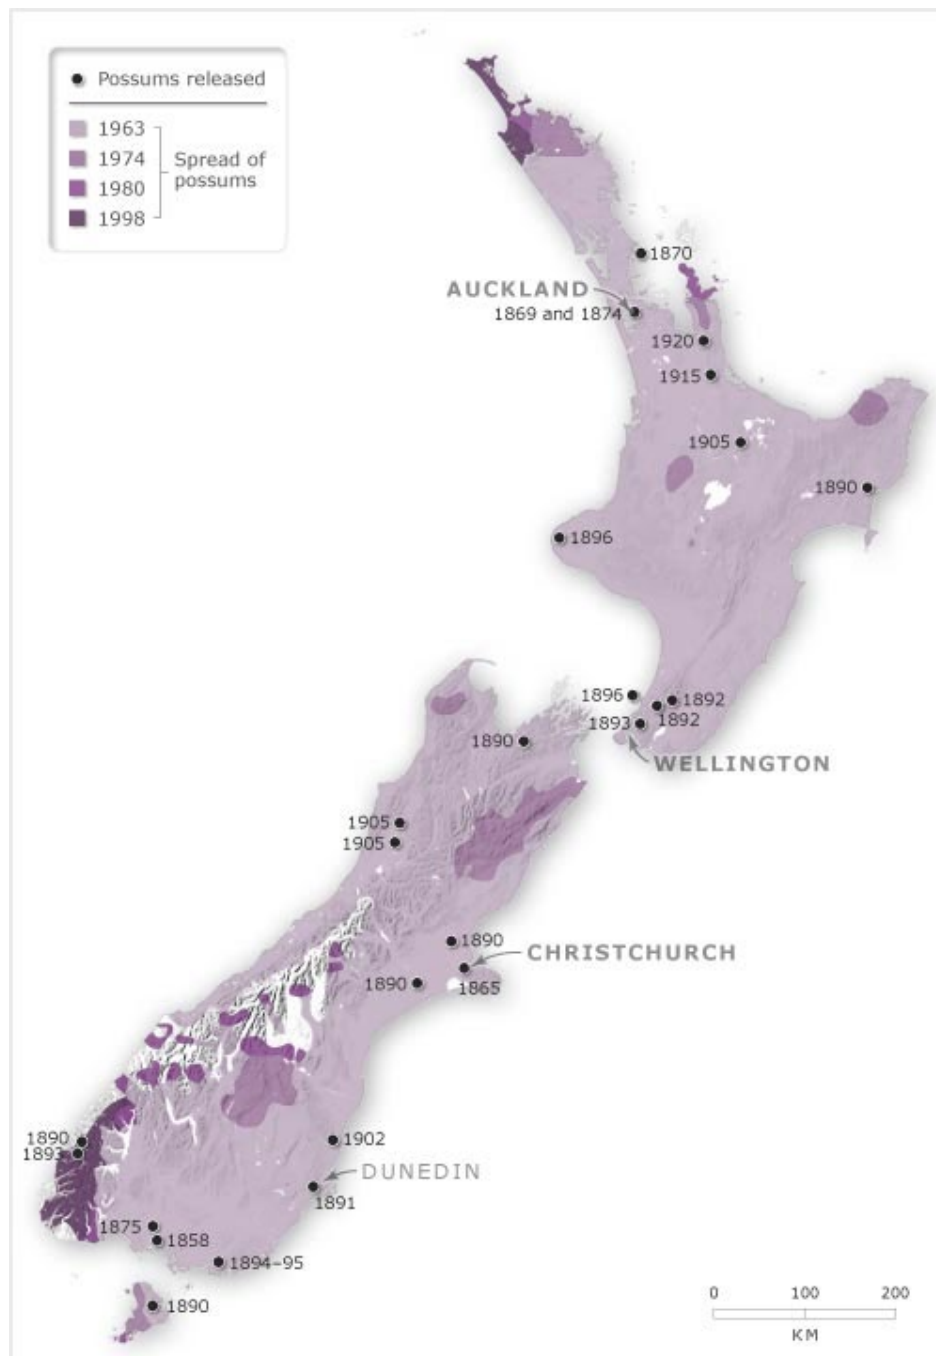 Possums released
1963
1974
1980
1998
Spread of
possums
1870
AUCKLAND
1869 and 1874
1920
1915
1905
1890
1896
1896
1892
1892
1893
WELLINGTON
1890
1905
1905
1890
CHRISTCHURCH
1890
1865
1890
1893
1902
DUNEDIN
1891
1875
1858
1894–95
1890
0 100 200
KM